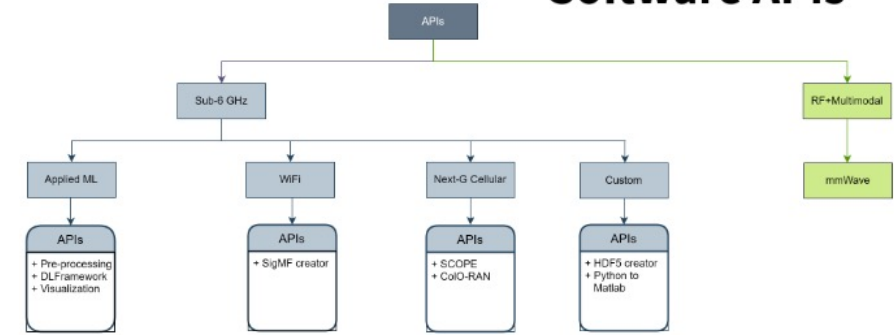 Software APIs
APIs
Sub-6 GHz
RF+Multimodal
Applied ML
WiFi
Next-G Cellular
Custom
mmWave
APIs
+ Pre-processing
+ DLFramework
+ Visualization
APIs
+ SigMF creator
APIs
+ SCOPE
+ ColO-RAN
APIs
+ HDF5 creator
+ Python to
Matlab